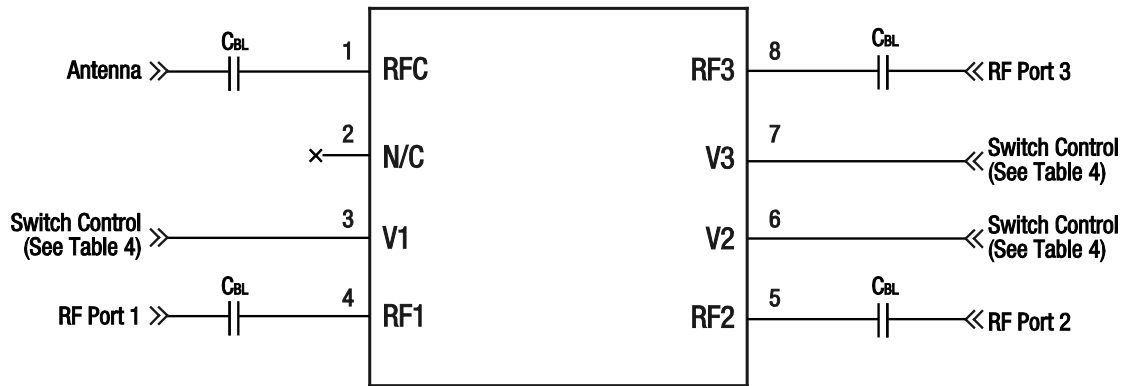 Antenna
CBL
1
RFC
2
N/C
Switch Control
(See Table 4)
3
V1
RF Port 1
CBL
4
RF1
RF3
8
CBL
RF Port 3
V3
7
Switch Control
(See Table 4)
V2
6
Switch Control
(See Table 4)
RF2
5
CBL
RF Port 2